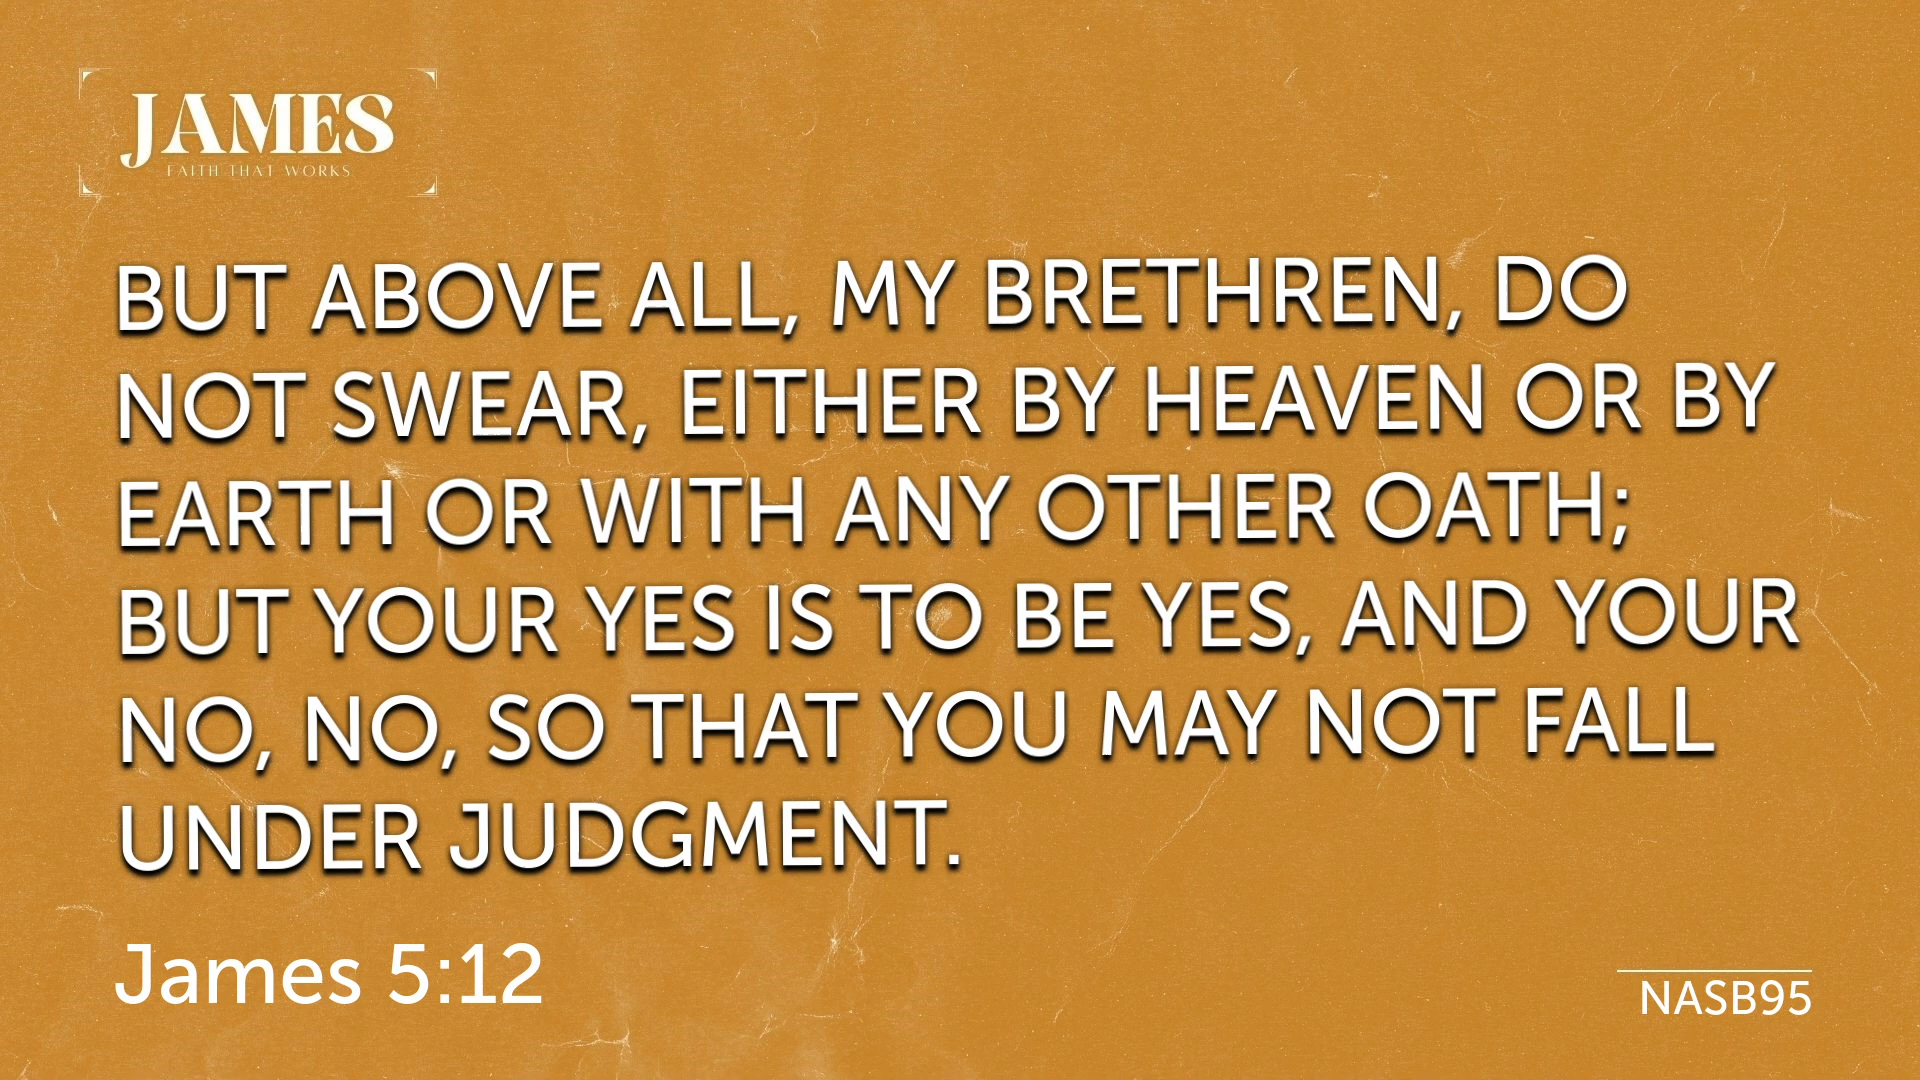 JAMES
FAITH THAT WORKS
BUT ABOVE ALL, MY BRETHREN, DO
NOT SWEAR, EITHER BY HEAVEN OR BY
EARTH OR WITH ANY OTHER OATH;
BUT YOUR YES IS TO BE YES, AND YOUR
NO, NO, SO THAT YOU MAY NOT FALL
UNDER JUDGMENT.
James 5:12
NASB95